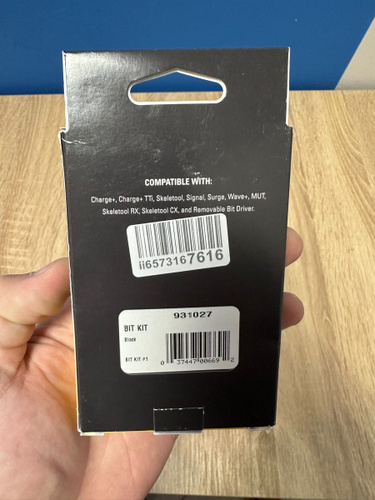 COMPATIBLE WITH:
Charge+, Charge+ TTi, Skeletool, Signal, Surge, Wave+, MUT,
Skeletool RX, Skeletool CX, and Removable Bit Driver.
ii6573167616
931027
BIT KIT
Black
BIT KIT #1
0 37447 00669 2